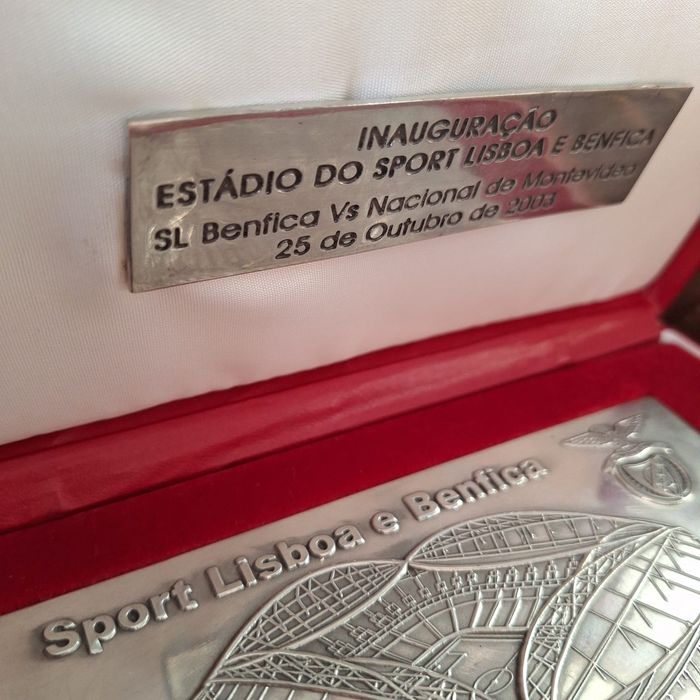 INAUGURAÇÃO
ESTÁDIO DO SPORT LISBOA E BENFICA
SL Benfica Vs Nacional de Montevideo
25 de Outubro de 2003
Sport Lisboa e Benfica